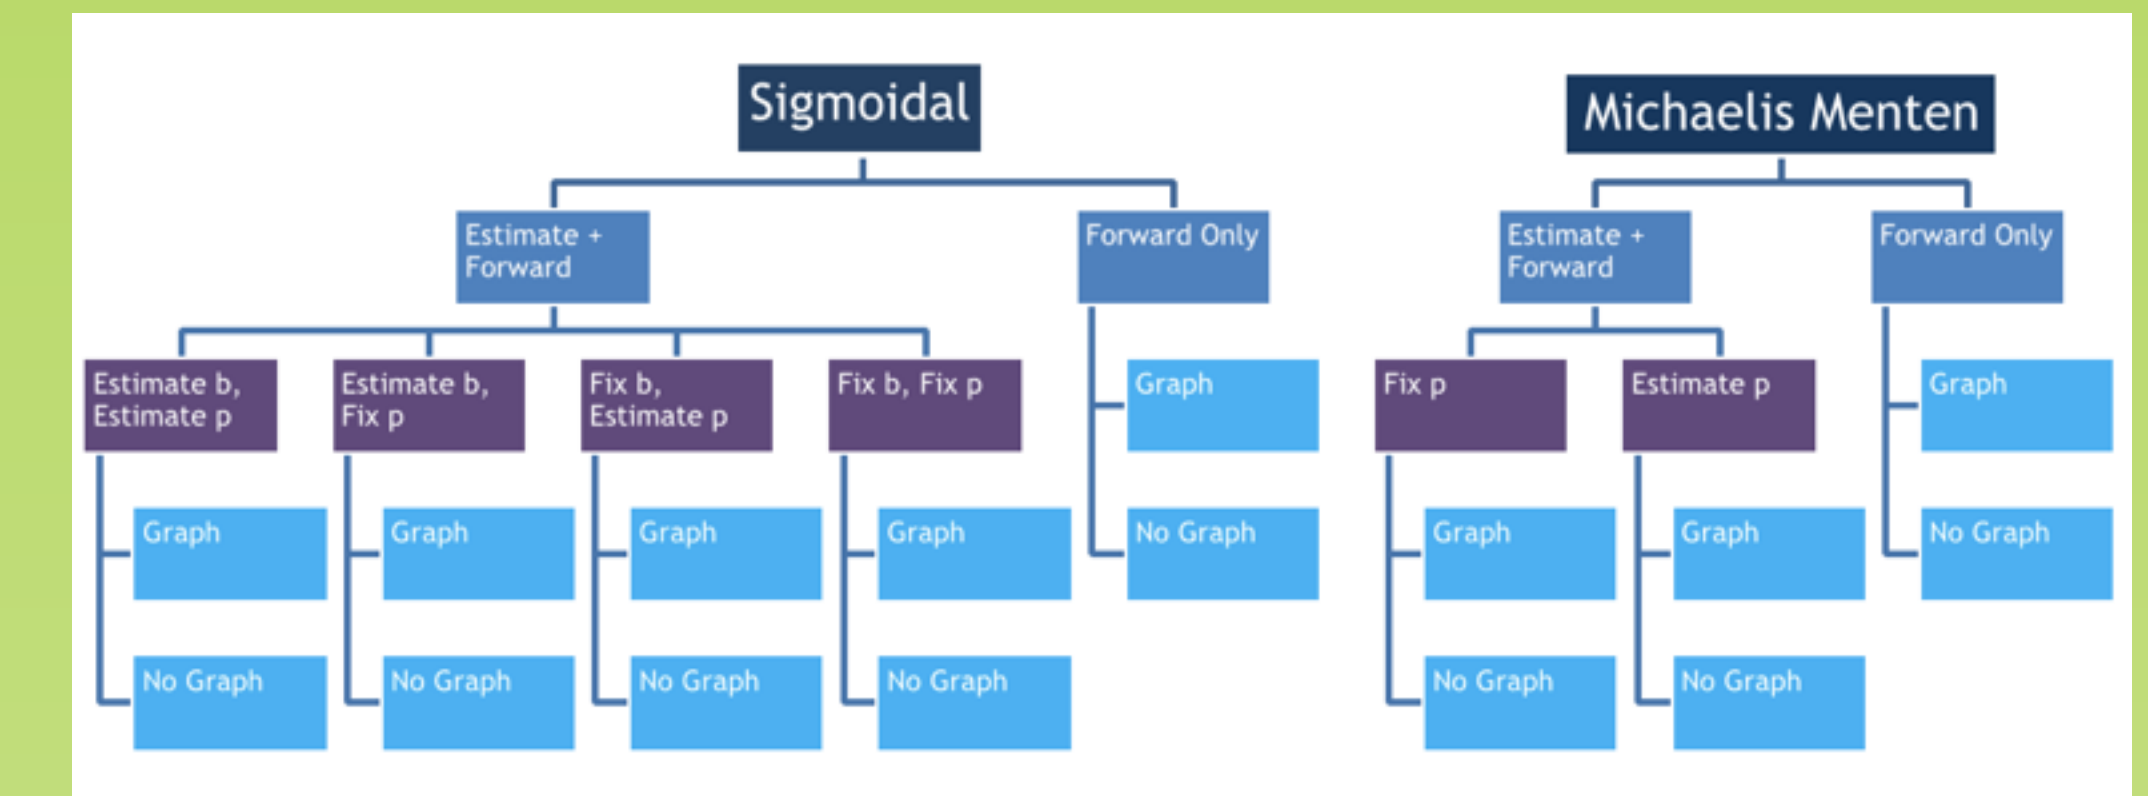 Sigmoidal
Michaelis Menten
Estimate +
Forward
Forward Only
Estimate +
Forward
Forward Only
Estimate b,
Estimate p
Estimate b,
Fix p
Fix b,
Estimate p
Fix b, Fix p
Graph
Fix p
Estimate p
Graph
Graph
Graph
Graph
Graph
No Graph
Graph
Graph
No Graph
No Graph
No Graph
No Graph
No Graph
No Graph
No Graph